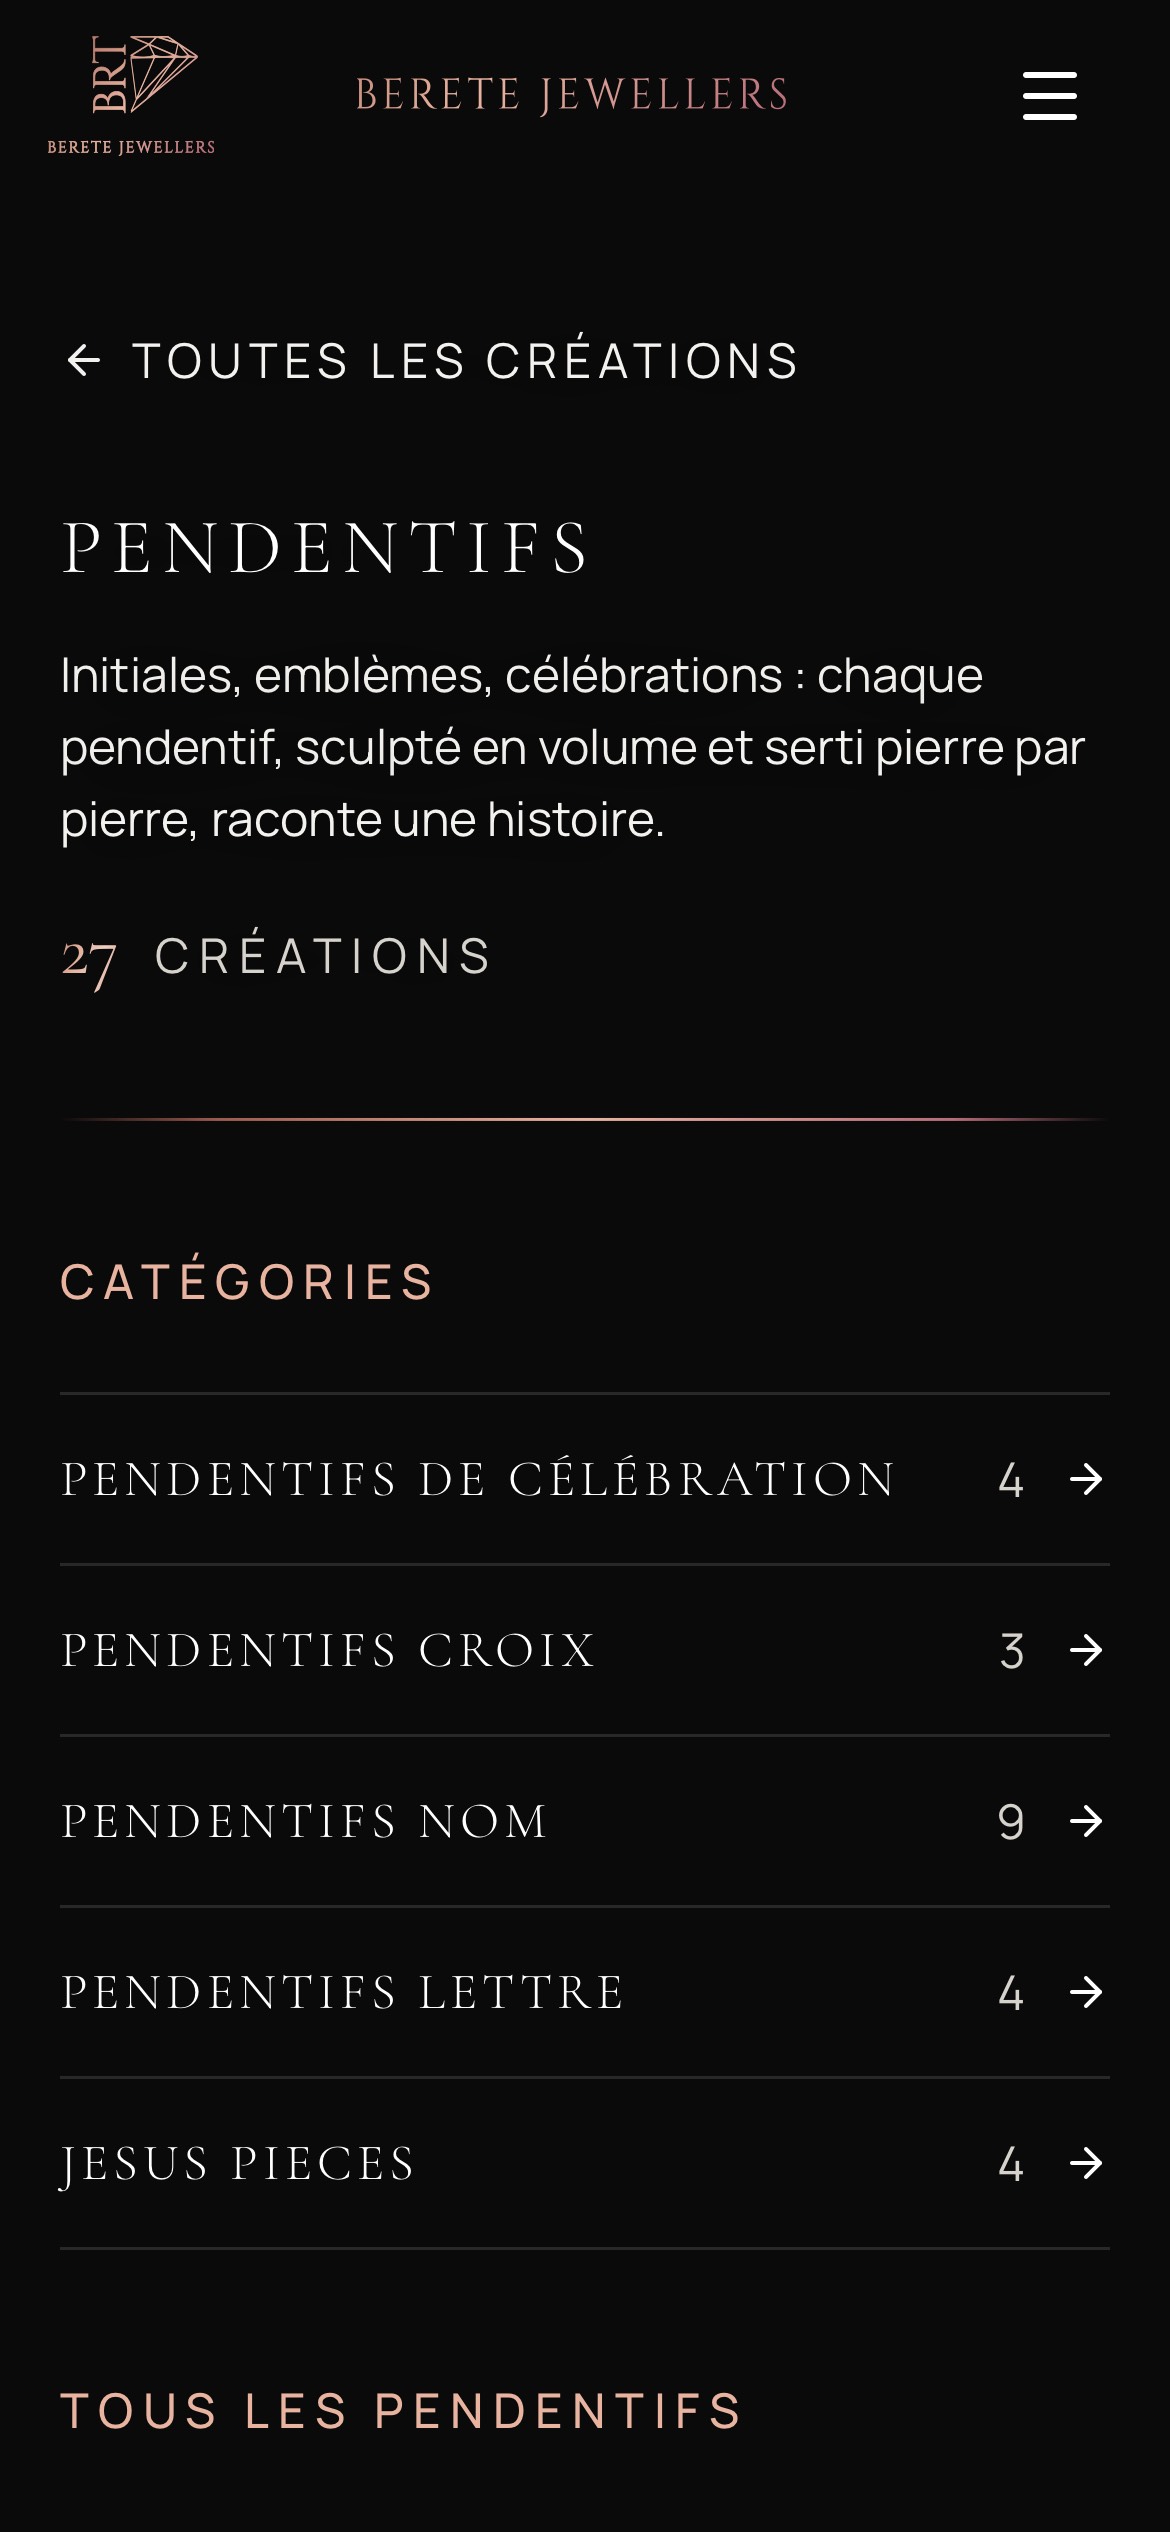 BRT
BERETE JEWELLERS
BERETE JEWELLERS
TOUTES LES CRÉATIONS
PENDENTIFS
Initiales, emblèmes, célébrations : chaque
pendentif, sculpté en volume et serti pierre par
pierre, raconte une histoire.
27 CRÉATIONS
CATÉGORIES
PENDENTIFS DE CÉLÉBRATION 4
PENDENTIFS CROIX 3
PENDENTIFS NOM 9
PENDENTIFS LETTRE 4
JESUS PIECES 4
TOUS LES PENDENTIFS